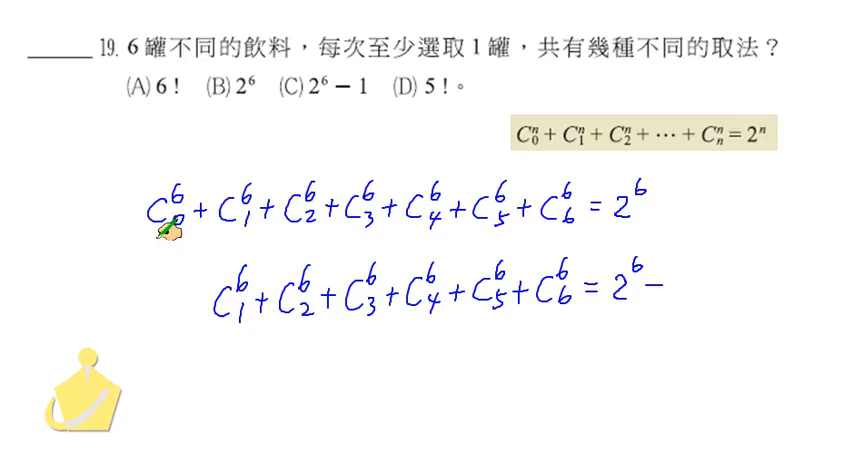 _____ 19. 6 罐不同的飲料，每次至少選取 1 罐，共有幾種不同的取法？
(A) 6！ (B) 2⁶ (C) 2⁶ − 1 (D) 5！。
C₀ⁿ + C₁ⁿ + C₂ⁿ + ⋯ + Cₙⁿ = 2ⁿ
C₀⁶ + C₁⁶ + C₂⁶ + C₃⁶ + C₄⁶ + C₅⁶ + C₆⁶ = 2⁶
C₁⁶ + C₂⁶ + C₃⁶ + C₄⁶ + C₅⁶ + C₆⁶ = 2⁶ −